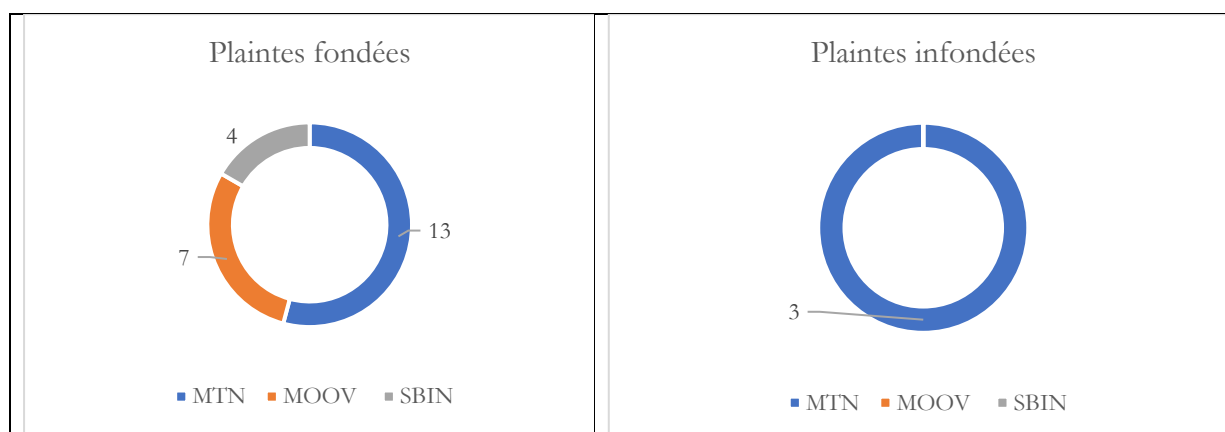 Plaintes fondées
4
13
7
MTN MOOV SBIN
Plaintes infondées
3
MTN MOOV SBIN